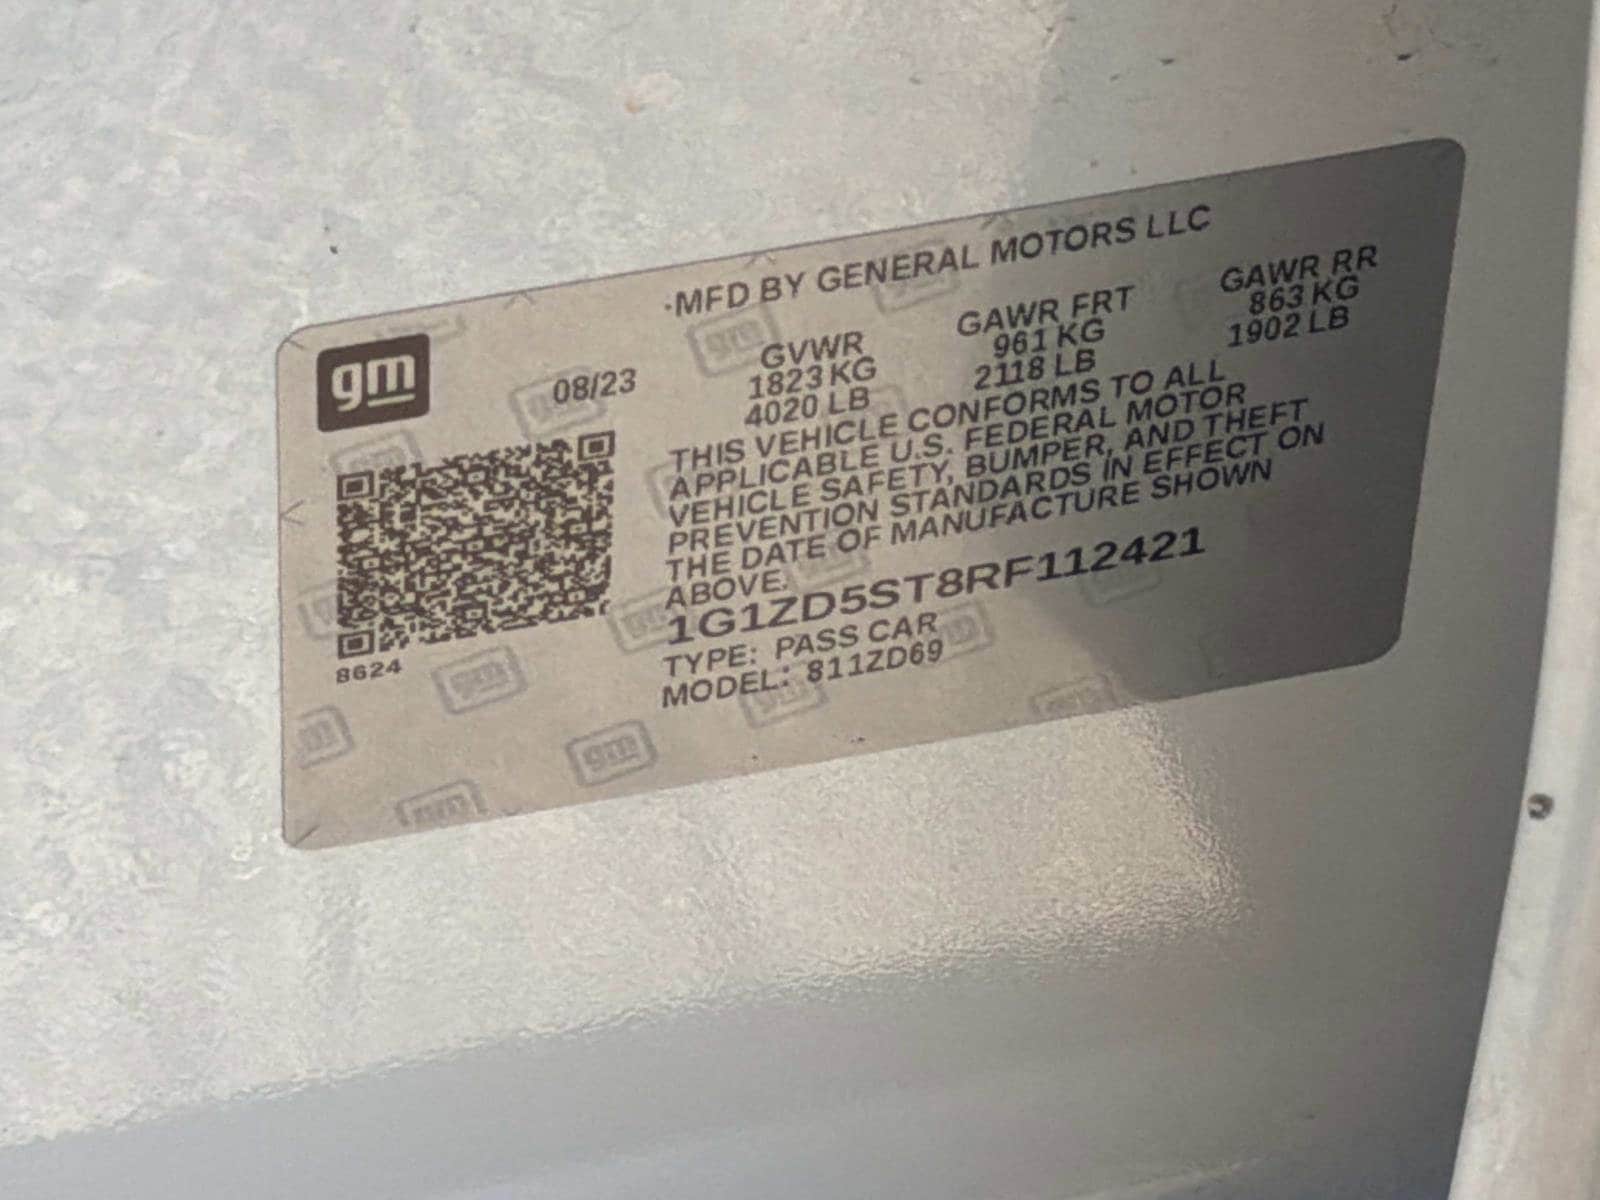 gm
08/23
MFD BY GENERAL MOTORS LLC
GVWR GAWR FRT GAWR RR
1823 KG 961 KG 863 KG
4020 LB 2118 LB 1902 LB
THIS VEHICLE CONFORMS TO ALL
APPLICABLE U.S. FEDERAL MOTOR
VEHICLE SAFETY, BUMPER, AND THEFT
PREVENTION STANDARDS IN EFFECT ON
THE DATE OF MANUFACTURE SHOWN
ABOVE.
1G1ZD5ST8RF112421
TYPE: PASS CAR
MODEL: 811ZD69
8624